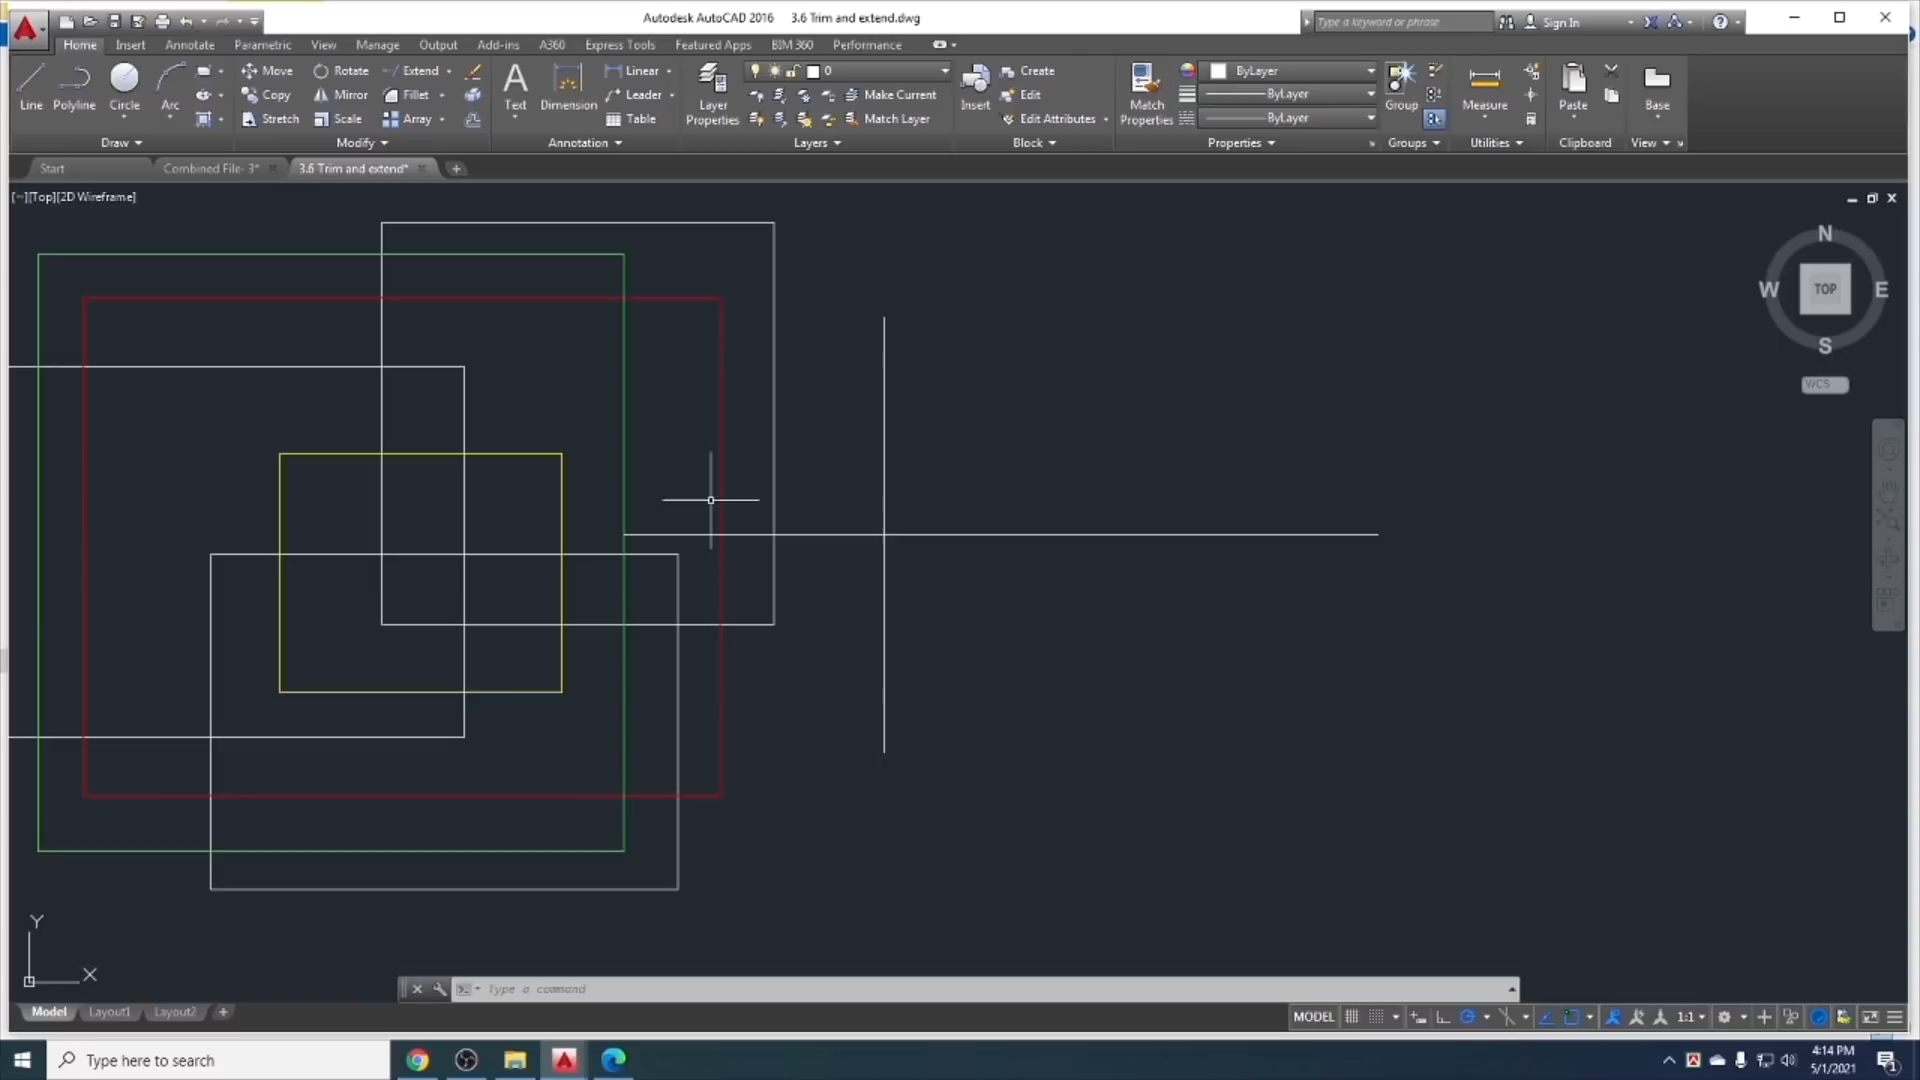 Autodesk AutoCAD 2016 3.6 Trim and extend.dwg
Type a keyword or phrase
Sign In
Home Insert Annotate Parametric View Manage Output Add-ins A360 Express Tools Featured Apps BIM 360 Performance
Line Polyline Circle Arc
Move Rotate Extend
Copy Mirror Fillet
Stretch Scale Array
Text Dimension
Linear
Leader
Table
Layer Properties
0
Make Current
Match Layer
Insert
Create
Edit
Edit Attributes
Match Properties
ByLayer
ByLayer
ByLayer
Group Measure Paste Base
Draw Modify Annotation Layers Block Properties Groups Utilities Clipboard View
Start Combined File- 3* 3.6 Trim and extend*
[−][Top][2D Wireframe]
N
W TOP E
S
WCS
Y
X
Type a command
Model Layout1 Layout2
MODEL 1:1
Type here to search
4:14 PM
5/1/2021
1